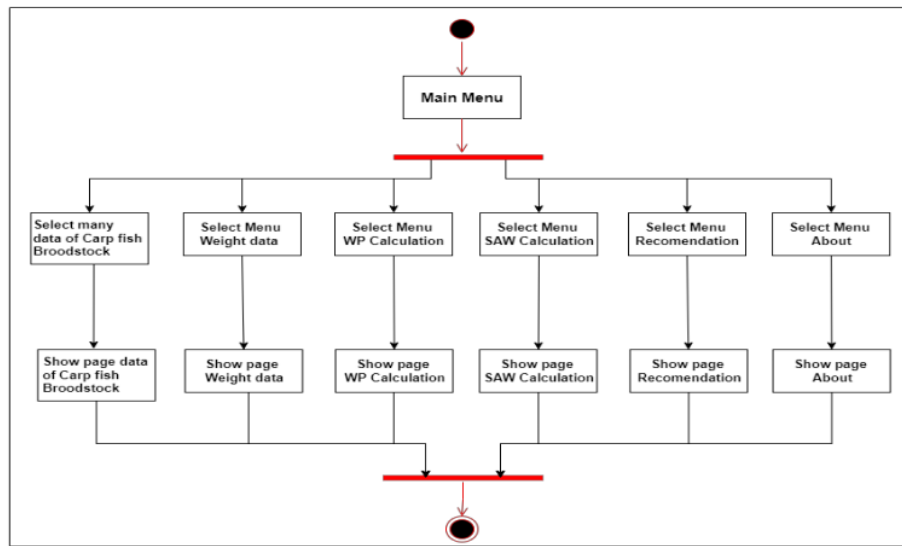 Main Menu
Select many
data of Carp fish
Broodstock
Select Menu
Weight data
Select Menu
WP Calculation
Select Menu
SAW Calculation
Select Menu
Recomendation
Select Menu
About
Show page data
of Carp fish
Broodstock
Show page
Weight data
Show page
WP Calculation
Show page
SAW Calculation
Show page
Recomendation
Show page
About